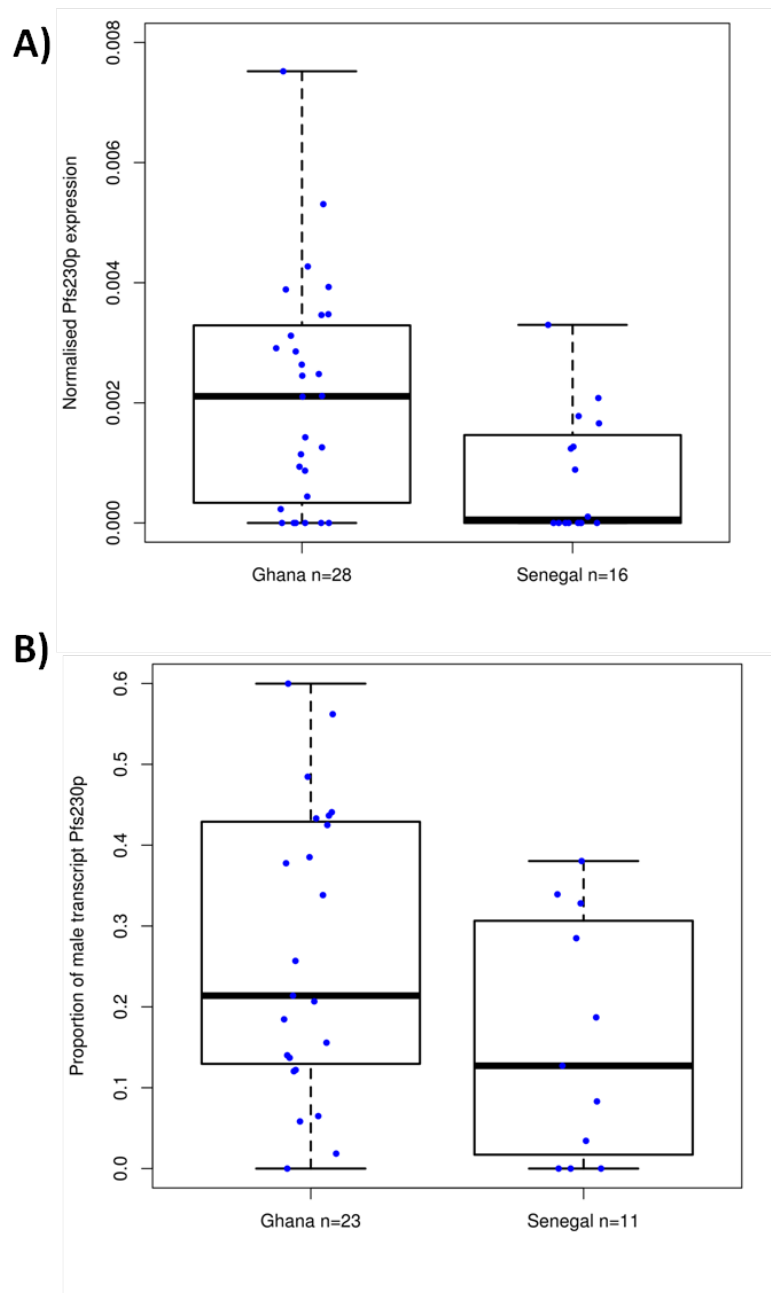 A)
Normalised Pfs230p expression
0.008
0.006
0.004
0.002
0.000
Ghana n=28
Senegal n=16
B)
Proportion of male transcript Pfs230p
0.6
0.5
0.4
0.3
0.2
0.1
0.0
Ghana n=23
Senegal n=11